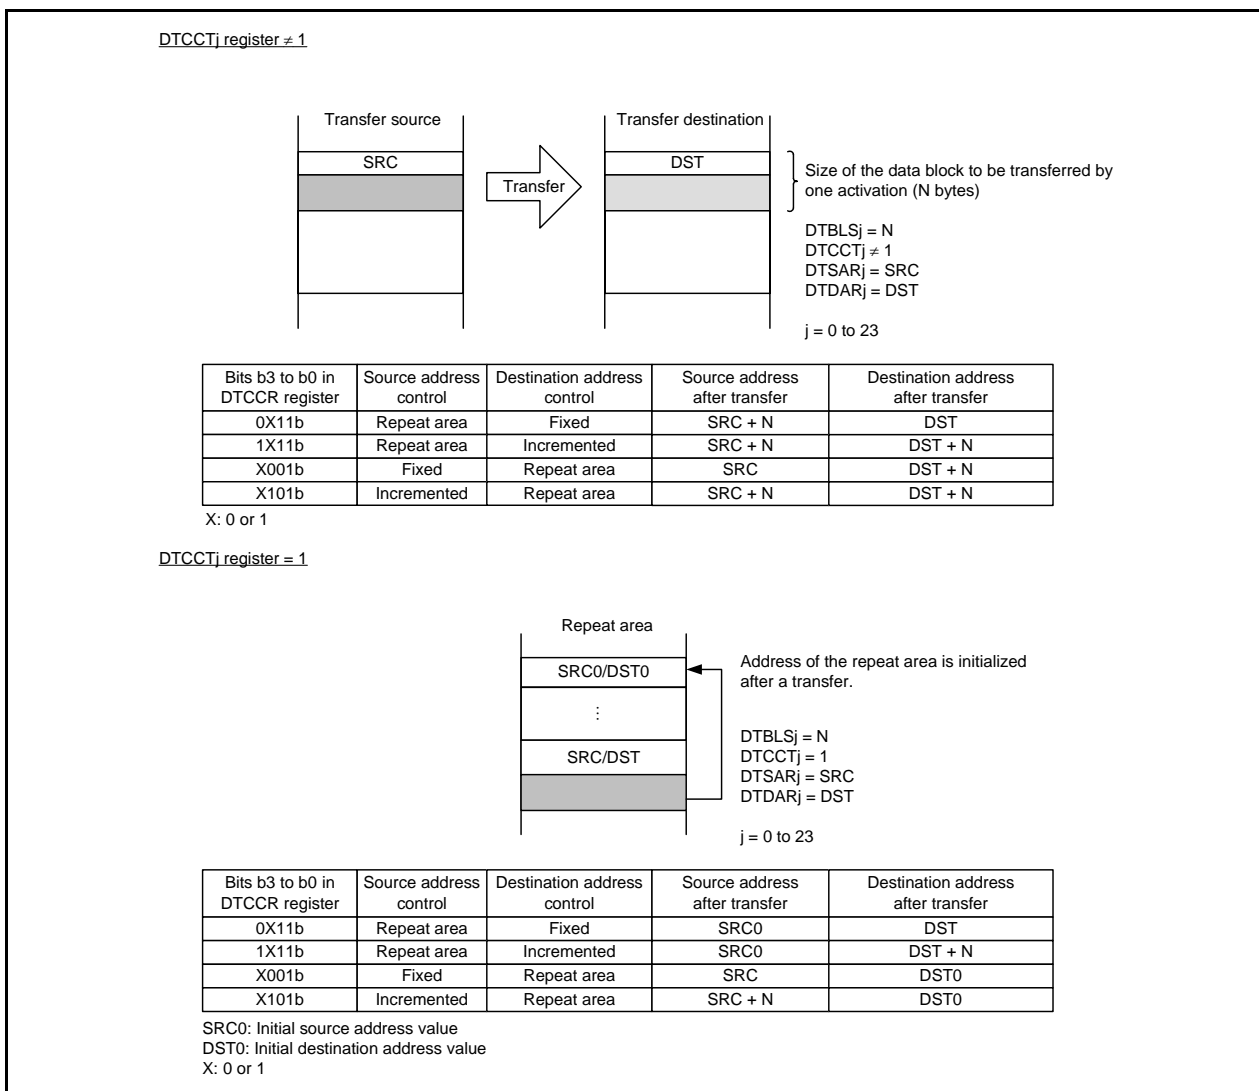 DTCCTj register ≠ 1
Transfer source
Transfer destination
SRC
DST
Transfer
Size of the data block to be transferred by
one activation (N bytes)
DTBLSj = N
DTCCTj ≠ 1
DTSARj = SRC
DTDARj = DST
j = 0 to 23
Bits b3 to b0 in DTCCR register | Source address control | Destination address control | Source address after transfer | Destination address after transfer
0X11b | Repeat area | Fixed | SRC + N | DST
1X11b | Repeat area | Incremented | SRC + N | DST + N
X001b | Fixed | Repeat area | SRC | DST + N
X101b | Incremented | Repeat area | SRC + N | DST + N
X: 0 or 1
DTCCTj register = 1
Repeat area
SRC0/DST0
⋮
SRC/DST
Address of the repeat area is initialized
after a transfer.
DTBLSj = N
DTCCTj = 1
DTSARj = SRC
DTDARj = DST
j = 0 to 23
Bits b3 to b0 in DTCCR register | Source address control | Destination address control | Source address after transfer | Destination address after transfer
0X11b | Repeat area | Fixed | SRC0 | DST
1X11b | Repeat area | Incremented | SRC0 | DST + N
X001b | Fixed | Repeat area | SRC | DST0
X101b | Incremented | Repeat area | SRC + N | DST0
SRC0: Initial source address value
DST0: Initial destination address value
X: 0 or 1